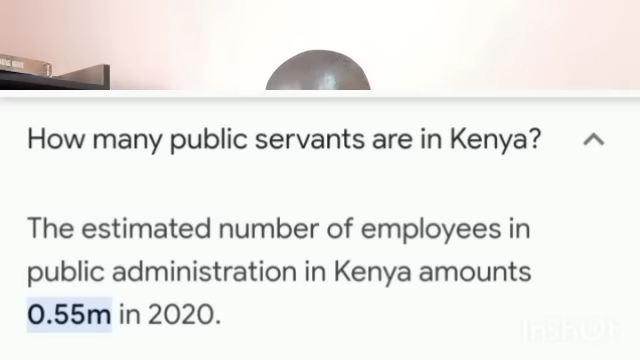 How many public servants are in Kenya?
The estimated number of employees in
public administration in Kenya amounts
0.55m in 2020.
InShOt